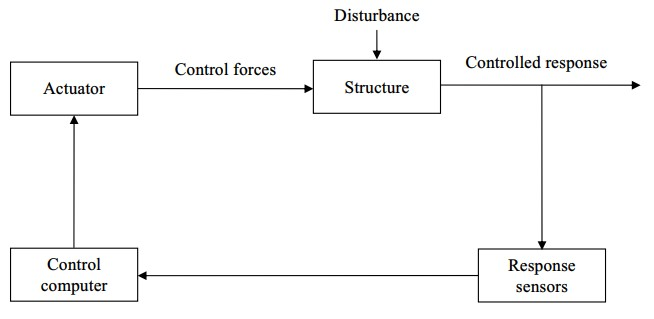 Disturbance
Controlled response
Control forces
Actuator
Structure
Control
computer
Response
sensors